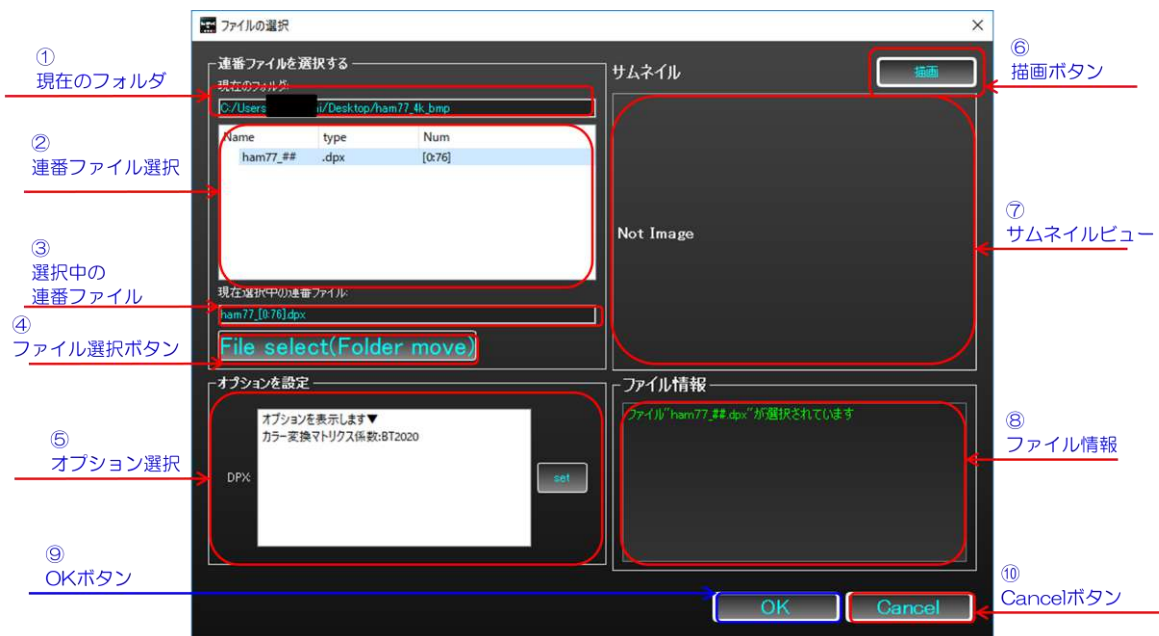 ファイルの選択
①
現在のフォルダ
②
連番ファイル選択
③
選択中の
連番ファイル
④
ファイル選択ボタン
⑤
オプション選択
⑨
OKボタン
連番ファイルを選択する
現在のフォルダ:
C:/Users i/Desktop/ham77_4k_bmp
Name type Num
ham77_## .dpx [0:76]
現在選択中の連番ファイル:
ham77_[0:76].dpx
File select(Folder move)
オプションを設定
オプションを表示します▼
カラー変換マトリクス係数:BT2020
DPX:
set
サムネイル
描画
Not Image
ファイル情報
ファイル"ham77_##.dpx"が選択されています
OK
Cancel
⑥
描画ボタン
⑦
サムネイルビュー
⑧
ファイル情報
⑩
Cancelボタン